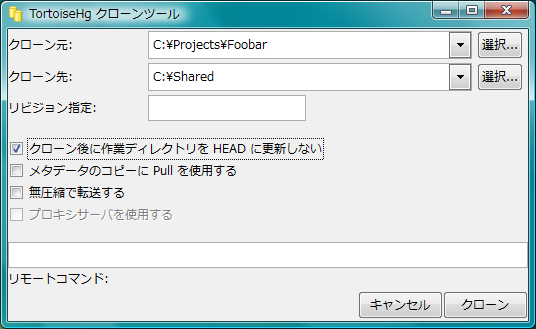 TortoiseHg クローンツール
クローン元: C:¥Projects¥Foobar 選択...
クローン先: C:¥Shared 選択...
リビジョン指定:
クローン後に作業ディレクトリを HEAD に更新しない
メタデータのコピーに Pull を使用する
無圧縮で転送する
プロキシサーバを使用する
リモートコマンド:
キャンセル クローン